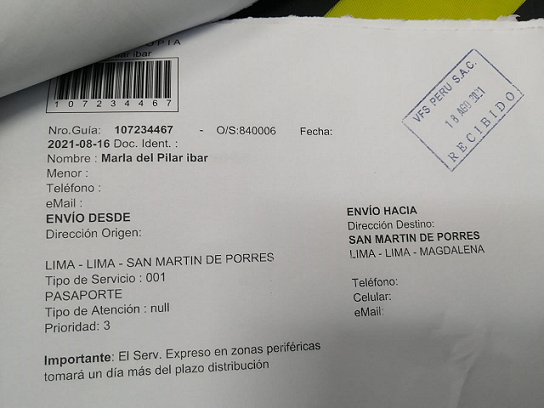 OPIA
ibar
107234467
Nro.Guía: 107234467 - O/S:840006 Fecha:
2021-08-16 Doc. Ident. :
Nombre : Marla del Pilar ibar
Menor :
Teléfono :
eMail :
ENVÍO DESDE
Dirección Origen:
LIMA - LIMA - SAN MARTIN DE PORRES
Tipo de Servicio : 001
PASAPORTE
Tipo de Atención : null
Prioridad: 3
Importante: El Serv. Expreso en zonas periféricas
tomará un día más del plazo distribución
ENVÍO HACIA
Dirección Destino:
SAN MARTIN DE PORRES
LIMA - LIMA - MAGDALENA
Teléfono:
Celular:
eMail:
VFS PERU S.A.C.
18 AGO 2021
RECIBIDO